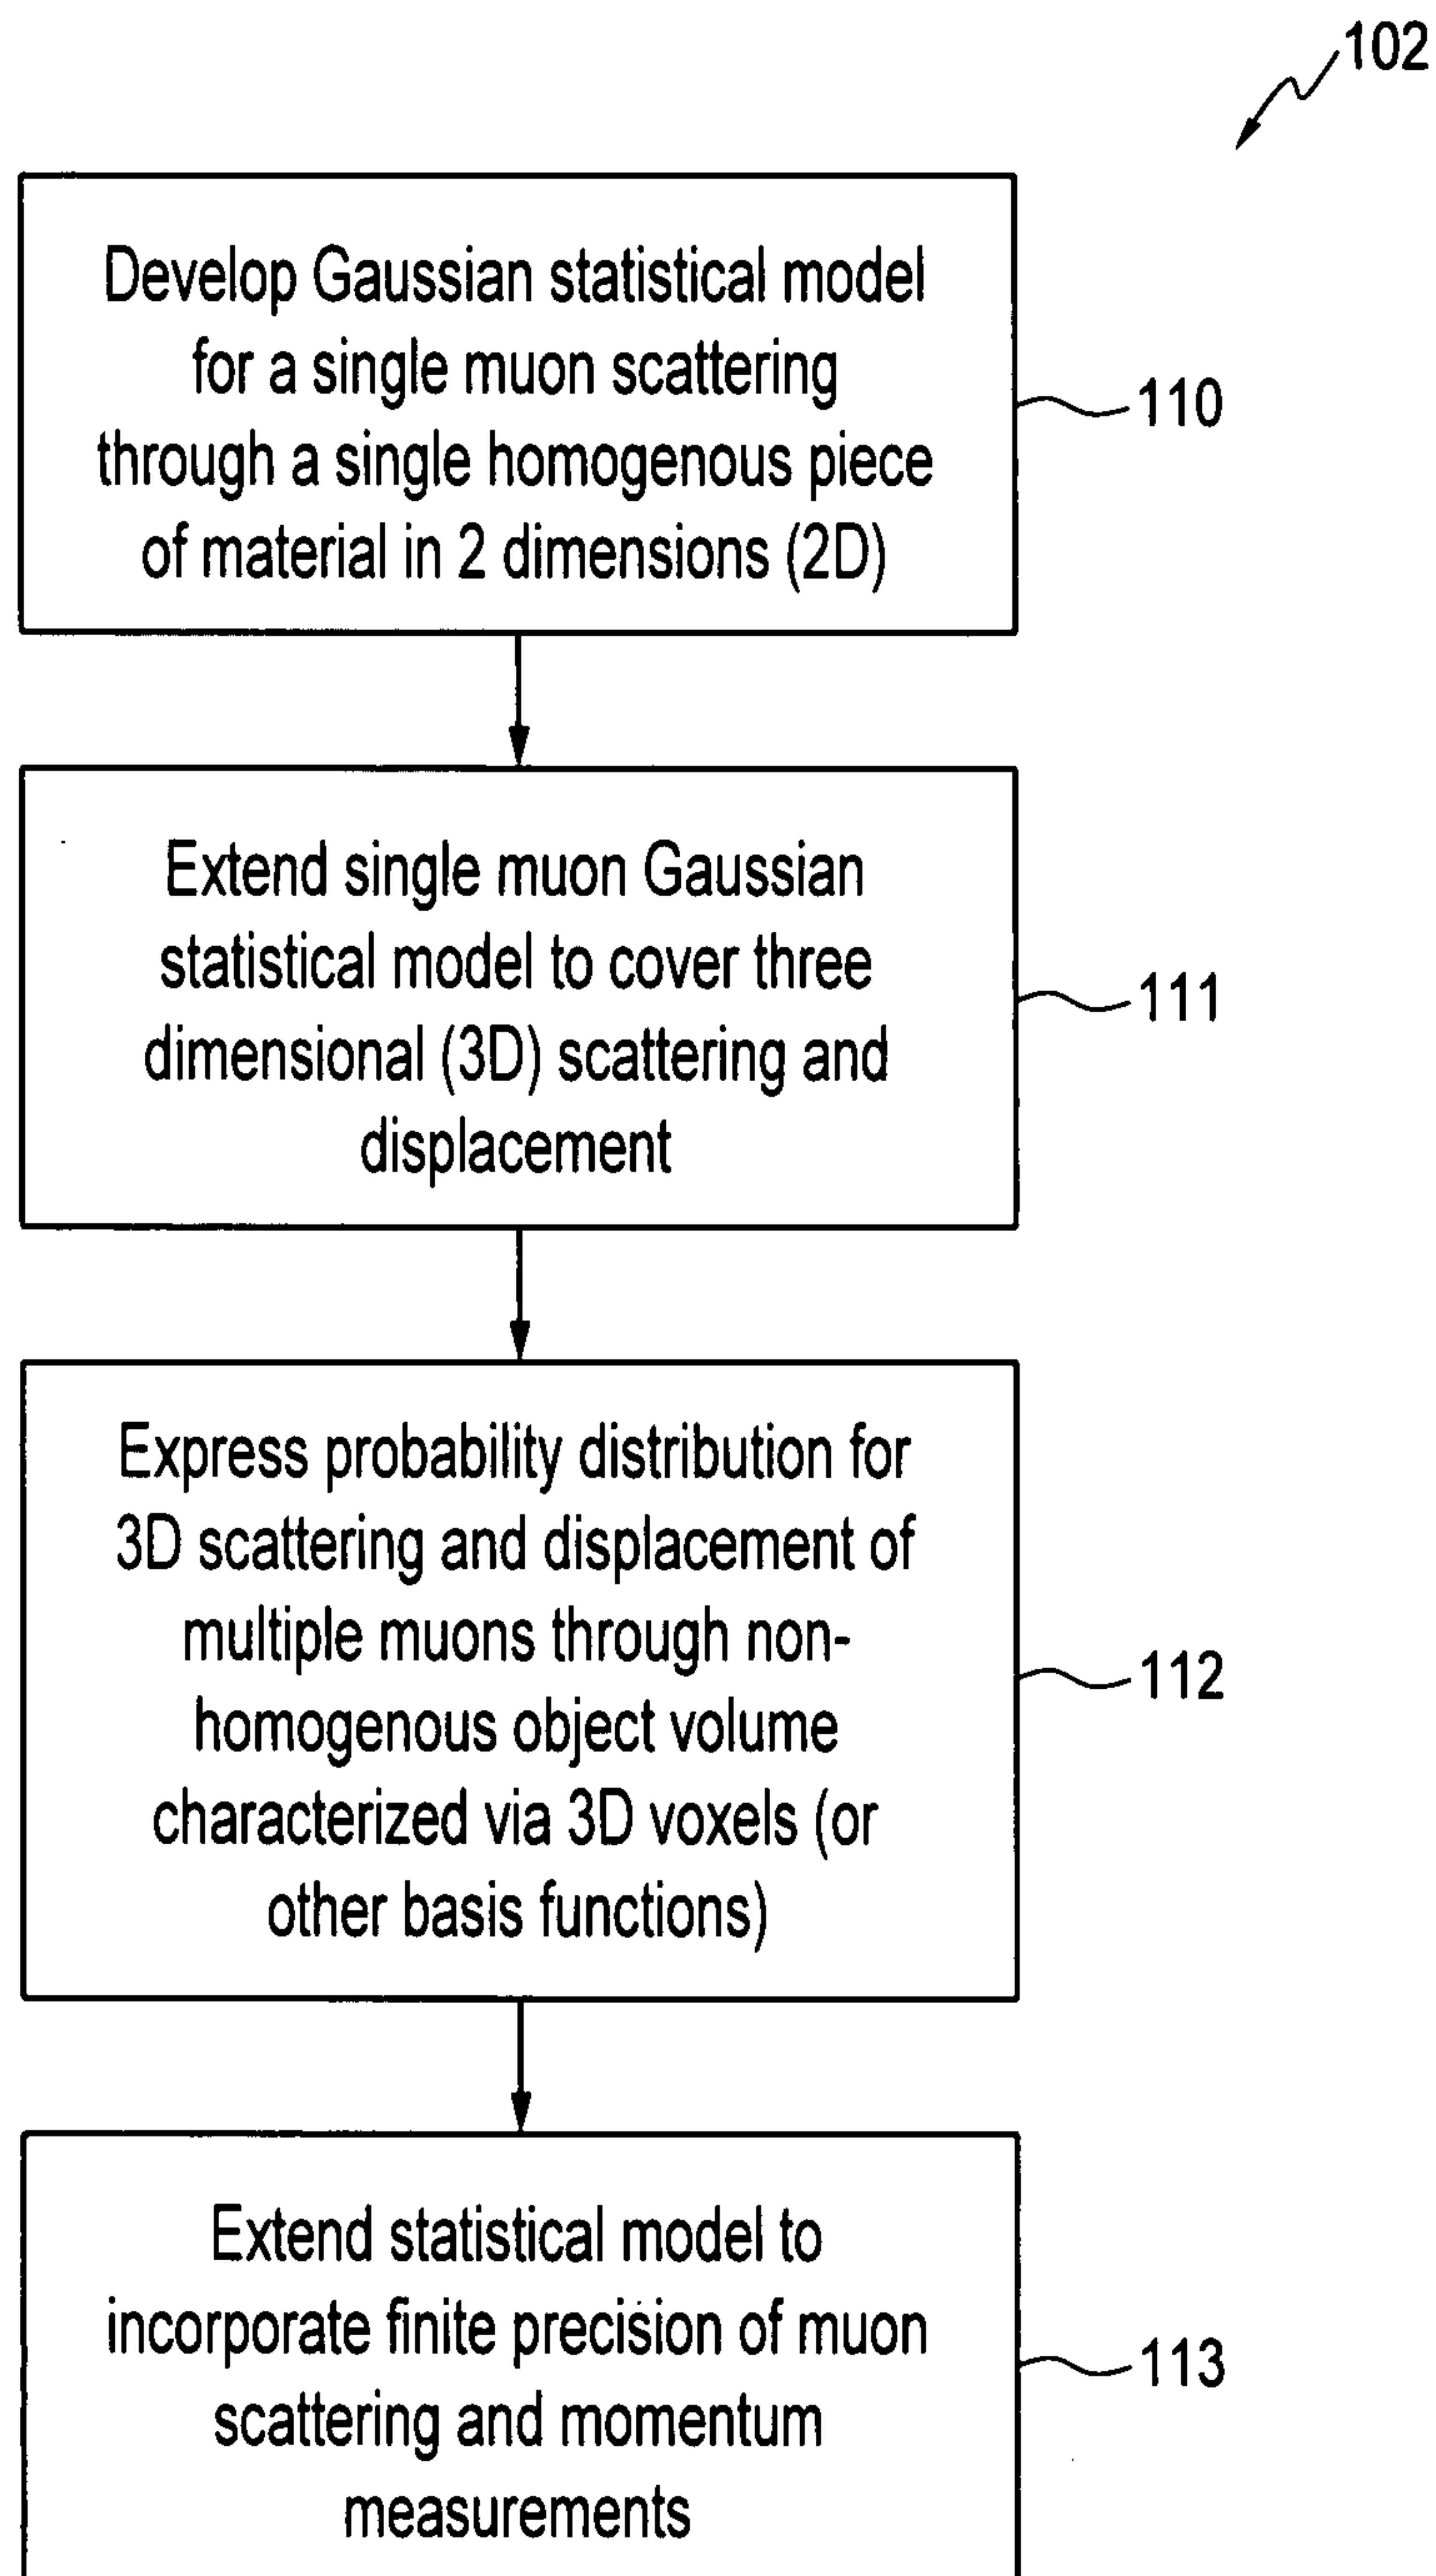 102
Develop Gaussian statistical model
for a single muon scattering
through a single homogenous piece
of material in 2 dimensions (2D)
110
Extend single muon Gaussian
statistical model to cover three
dimensional (3D) scattering and
displacement
111
Express probability distribution for
3D scattering and displacement of
multiple muons through non-
homogenous object volume
characterized via 3D voxels (or
other basis functions)
112
Extend statistical model to
incorporate finite precision of muon
scattering and momentum
measurements
113